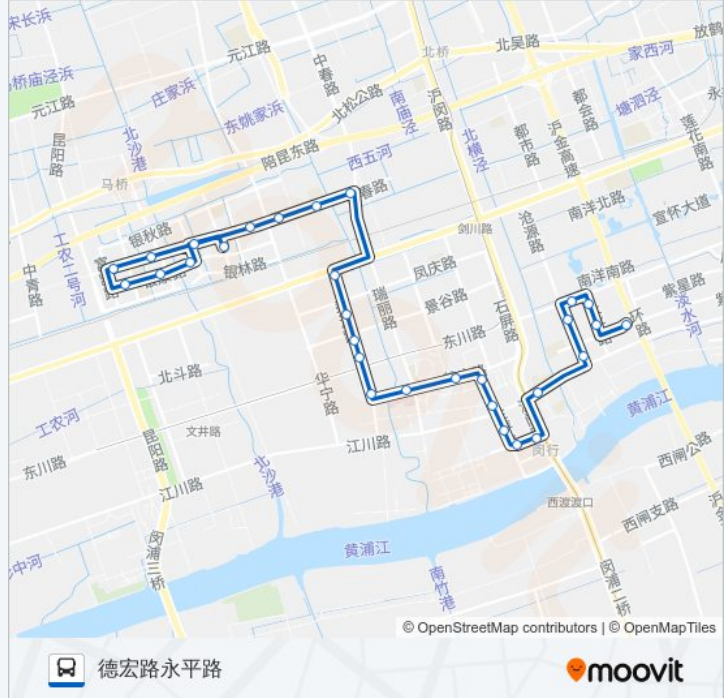 宋长浜
元江路
中春路
北桥
北吴路
放鹤
家西河
桥庙泾浜
庄家浜
元江路
北松公路
南庙泾
沪闵路
都会路
塘泗泾
永
昆阳路
北沙港
东姚家浜
北横泾
都市路
沪金高速
莲花南路
陪昆东路
西五河
马桥
春路
南洋北路
宣怀大道
沧源路
剑川路
银秋路
工农二号河
中青路
银林路
凤庆路
南洋南路
紫星路
淡水河
瑞丽路
景谷路
石屏路
环路
东川路
北斗路
华宁路
黄浦江
工农河
文井路
昆阳路
江川路
闵行
西闸公路
东川路
北沙港
江川路
西渡渡口
西闸支路
沪金
闵浦三桥
黄浦江
中河
南竹港
闵浦二桥
© OpenStreetMap contributors | © OpenMapTiles
德宏路永平路
moovit